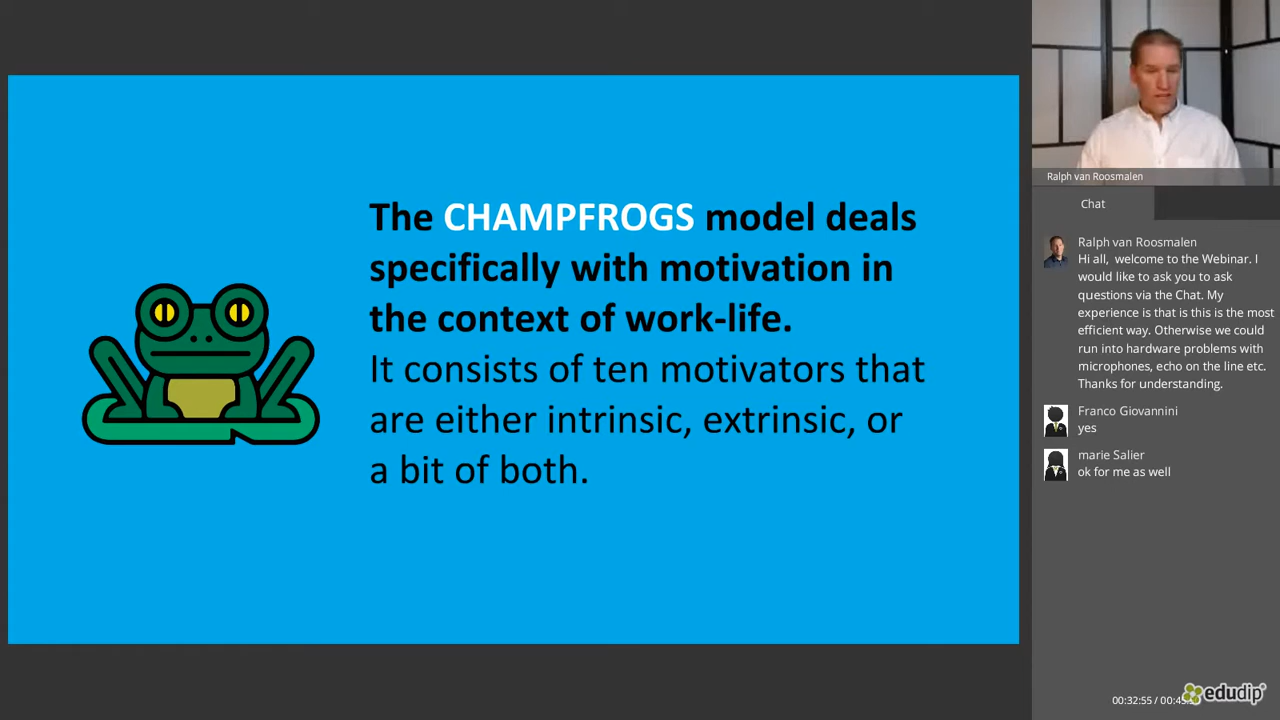 The CHAMPFROGS model deals
specifically with motivation in
the context of work-life.
It consists of ten motivators that
are either intrinsic, extrinsic, or
a bit of both.
Ralph van Roosmalen
Chat
Ralph van Roosmalen
Hi all, welcome to the Webinar. I
would like to ask you to ask
questions via the Chat. My
experience is that is this is the most
efficient way. Otherwise we could
run into hardware problems with
microphones, echo on the line etc.
Thanks for understanding.
Franco Giovannini
yes
marie Salier
ok for me as well
00:32:55 /
edudip